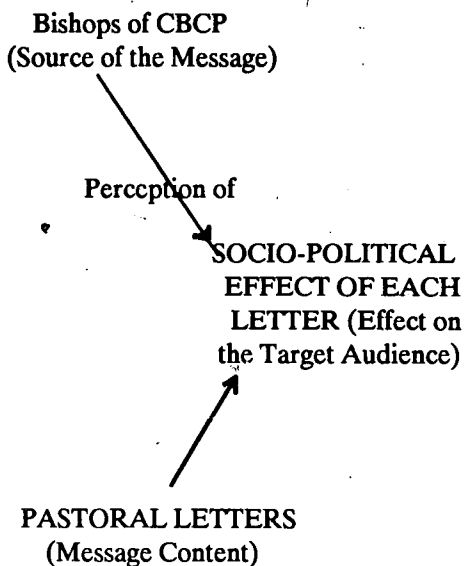 Bishops of CBCP
(Source of the Message)
Perception of
SOCIO-POLITICAL
EFFECT OF EACH
LETTER (Effect on
the Target Audience)
PASTORAL LETTERS
(Message Content)